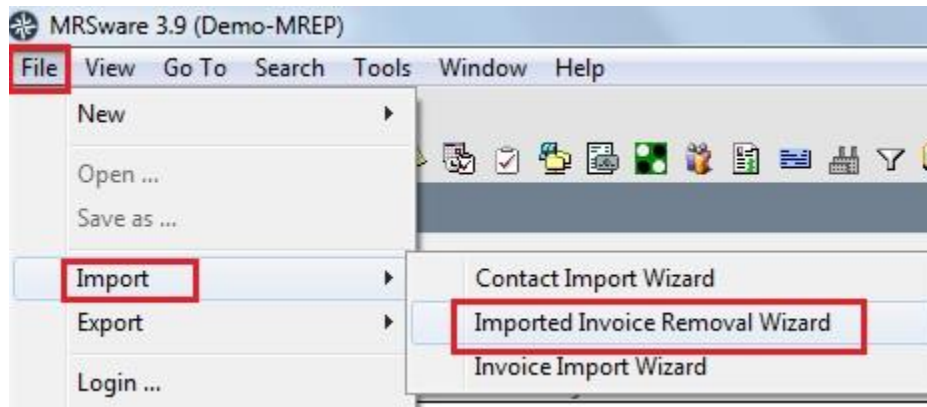 MRSware 3.9 (Demo-MREP)
File View Go To Search Tools Window Help
New
Open ...
Save as ...
Import
Contact Import Wizard
Imported Invoice Removal Wizard
Export
Invoice Import Wizard
Login ...